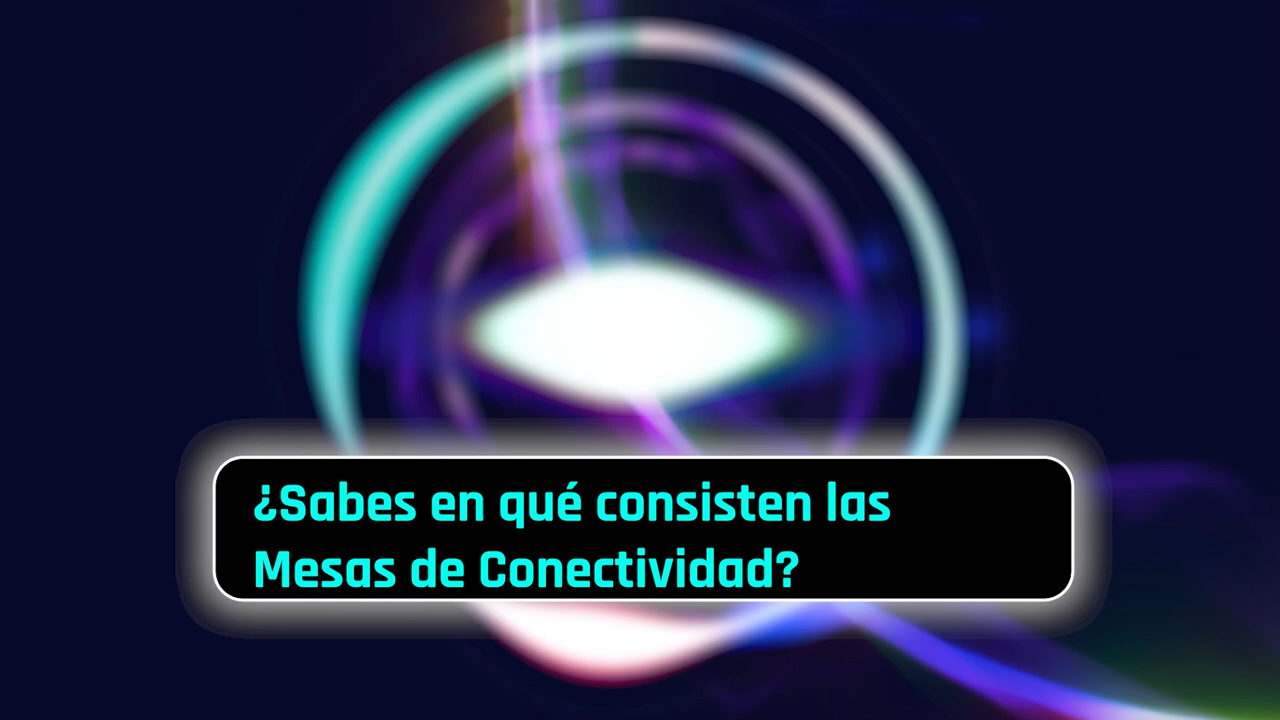 ¿Sabes en qué consisten las
Mesas de Conectividad?